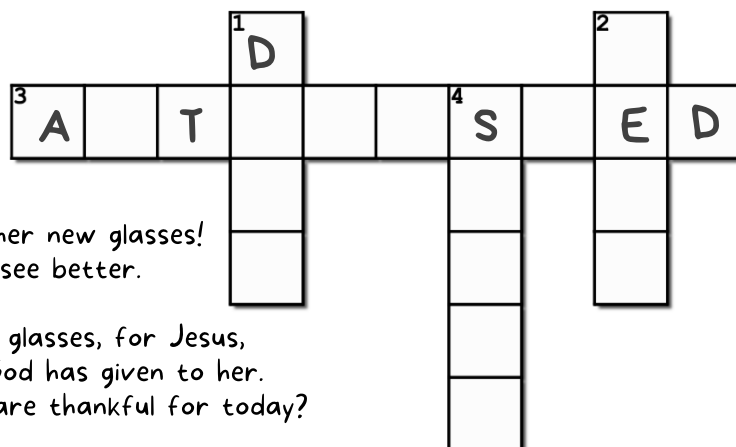 1 D 2
3 A T 4 S E D
her new glasses!
see better.
glasses, for Jesus,
God has given to her.
are thankful for today?